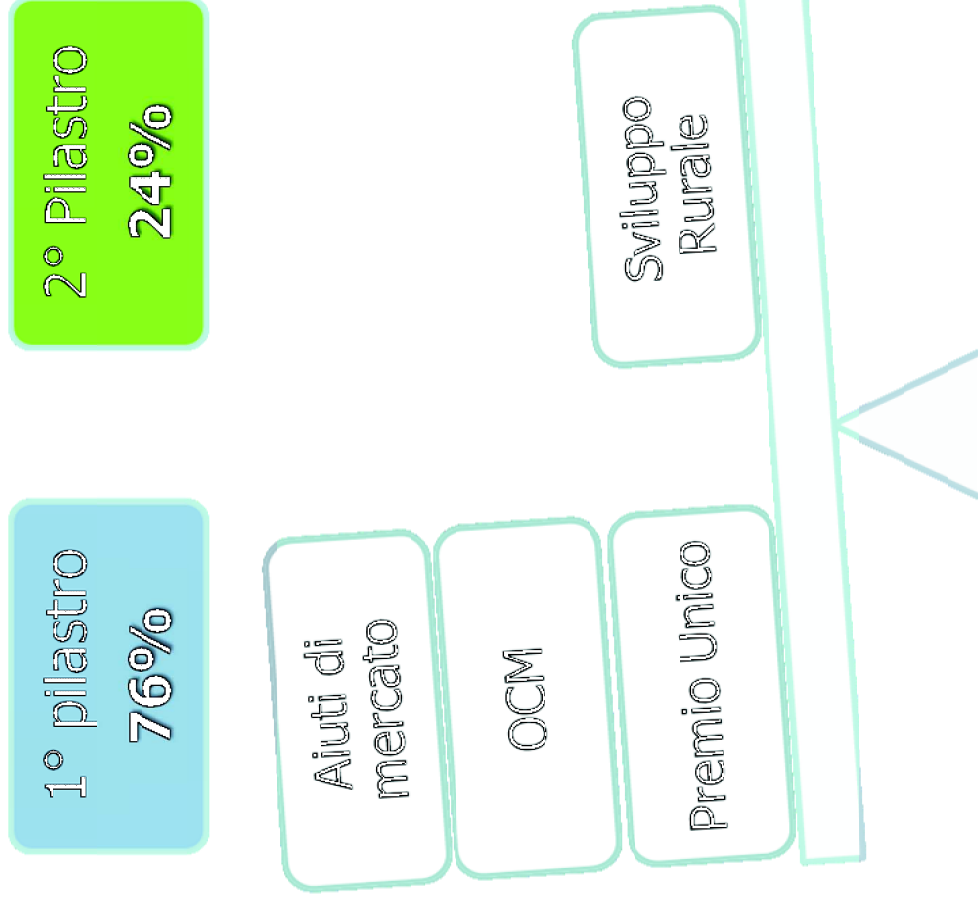 1° pilastro
76%
2° Pilastro
24%
Aiuti di
mercato
OCM
Premio Unico
Sviluppo
Rurale